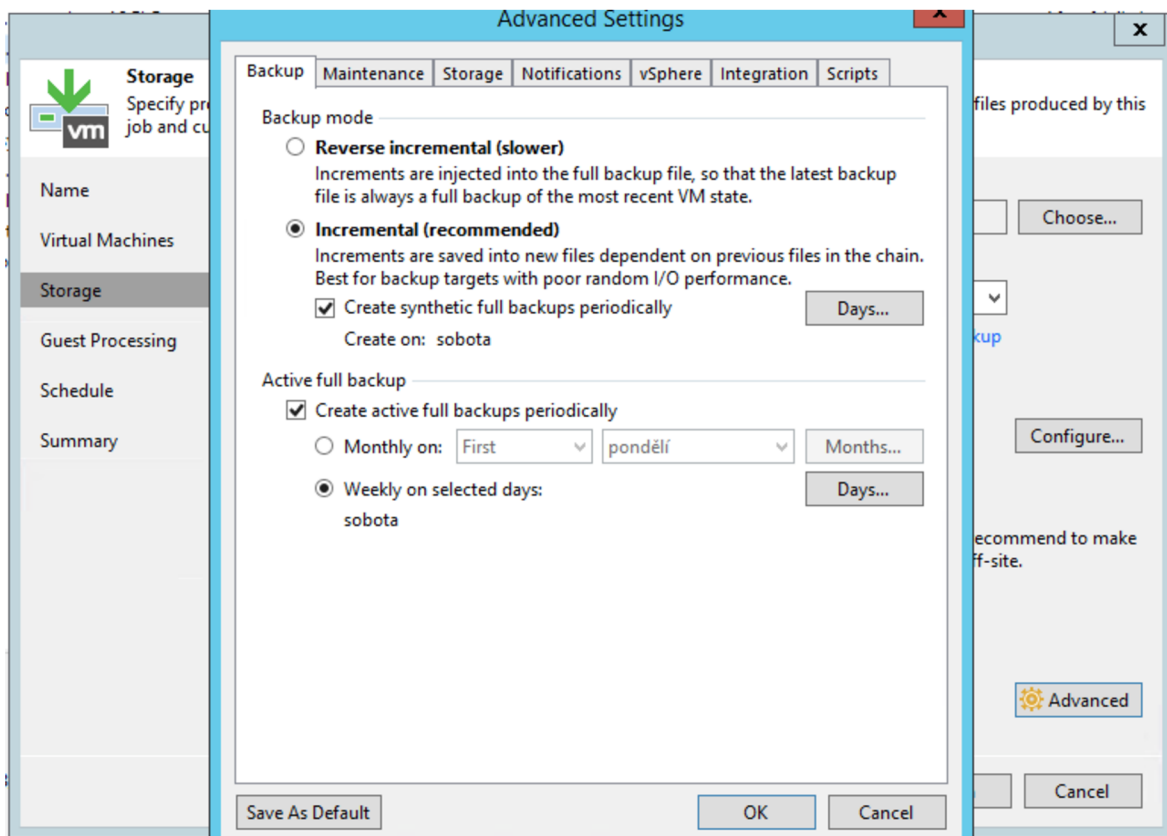 Advanced Settings
x
x
Storage
Specify pr
job and cu
files produced by this
vm
Name
Virtual Machines
Storage
Guest Processing
Schedule
Summary
Backup
Maintenance
Storage
Notifications
vSphere
Integration
Scripts
Backup mode
Reverse incremental (slower)
Increments are injected into the full backup file, so that the latest backup
file is always a full backup of the most recent VM state.
Incremental (recommended)
Increments are saved into new files dependent on previous files in the chain.
Best for backup targets with poor random I/O performance.
Create synthetic full backups periodically
Days...
Create on: sobota
Active full backup
Create active full backups periodically
Monthly on:
First
pondělí
Months...
Weekly on selected days:
Days...
sobota
Choose...
kup
Configure...
ecommend to make
ff-site.
Advanced
Save As Default
OK
Cancel
Cancel